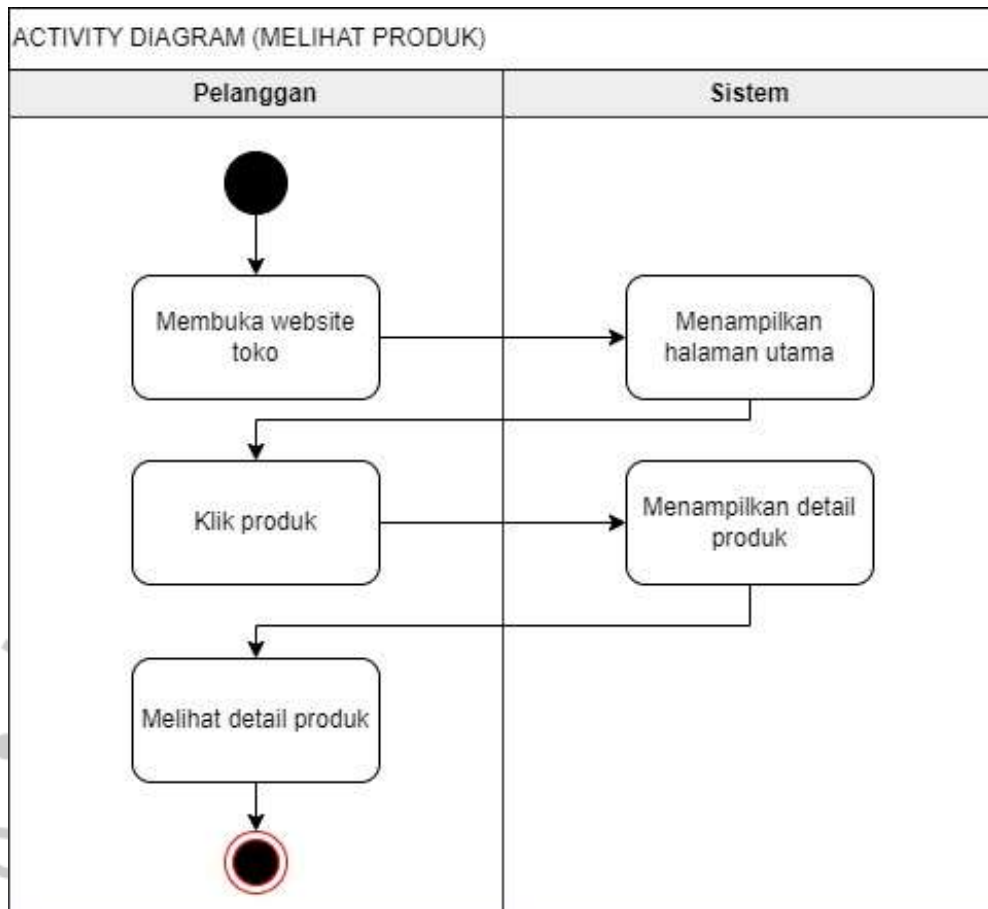 ACTIVITY DIAGRAM (MELIHAT PRODUK)
Pelanggan
Sistem
Membuka website
toko
Menampilkan
halaman utama
Klik produk
Menampilkan detail
produk
Melihat detail produk